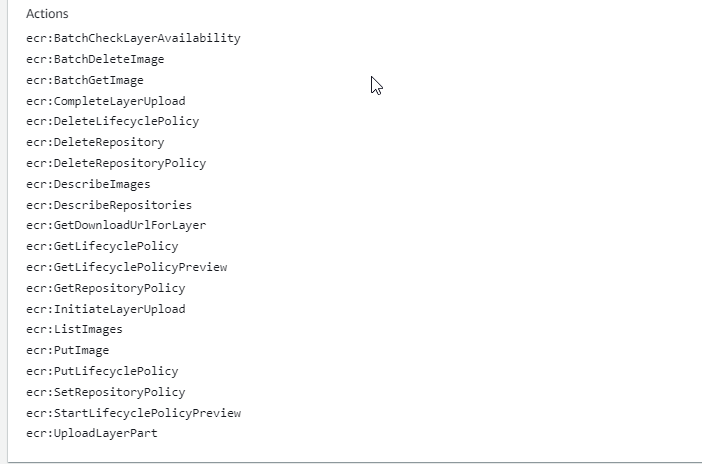 Actions
ecr:BatchCheckLayerAvailability
ecr:BatchDeleteImage
ecr:BatchGetImage
ecr:CompleteLayerUpload
ecr:DeleteLifecyclePolicy
ecr:DeleteRepository
ecr:DeleteRepositoryPolicy
ecr:DescribeImages
ecr:DescribeRepositories
ecr:GetDownloadUrlForLayer
ecr:GetLifecyclePolicy
ecr:GetLifecyclePolicyPreview
ecr:GetRepositoryPolicy
ecr:InitiateLayerUpload
ecr:ListImages
ecr:PutImage
ecr:PutLifecyclePolicy
ecr:SetRepositoryPolicy
ecr:StartLifecyclePolicyPreview
ecr:UploadLayerPart